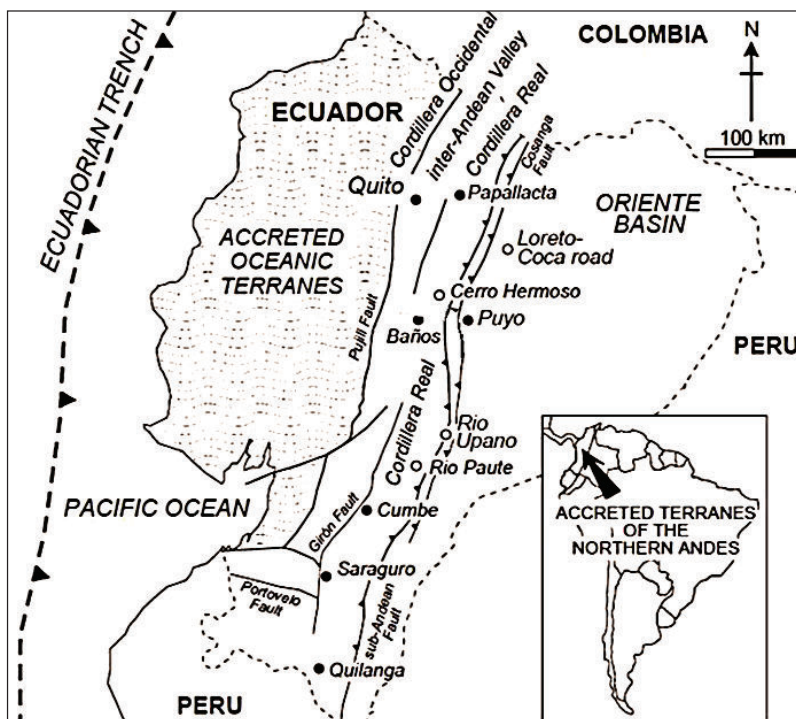 COLOMBIA
N
100 km
ECUADORIAN TRENCH
ECUADOR
Cordillera Occidental
inter-Andean Valley
Cordillera Real
Cosanga
Fault
Quito
Papallacta
ORIENTE
BASIN
ACCRETED
OCEANIC
TERRANES
Loreto-
Coca road
Cerro Hermoso
Pujilí Fault
Baños
Puyo
PERU
Cordillera Real
Rio
Upano
Rio Paute
PACIFIC OCEAN
Girón Fault
Cumbe
Saraguro
Portovelo
Fault
sub-Andean
Fault
Quilanga
PERU
ACCRETED TERRANES
OF THE
NORTHERN ANDES